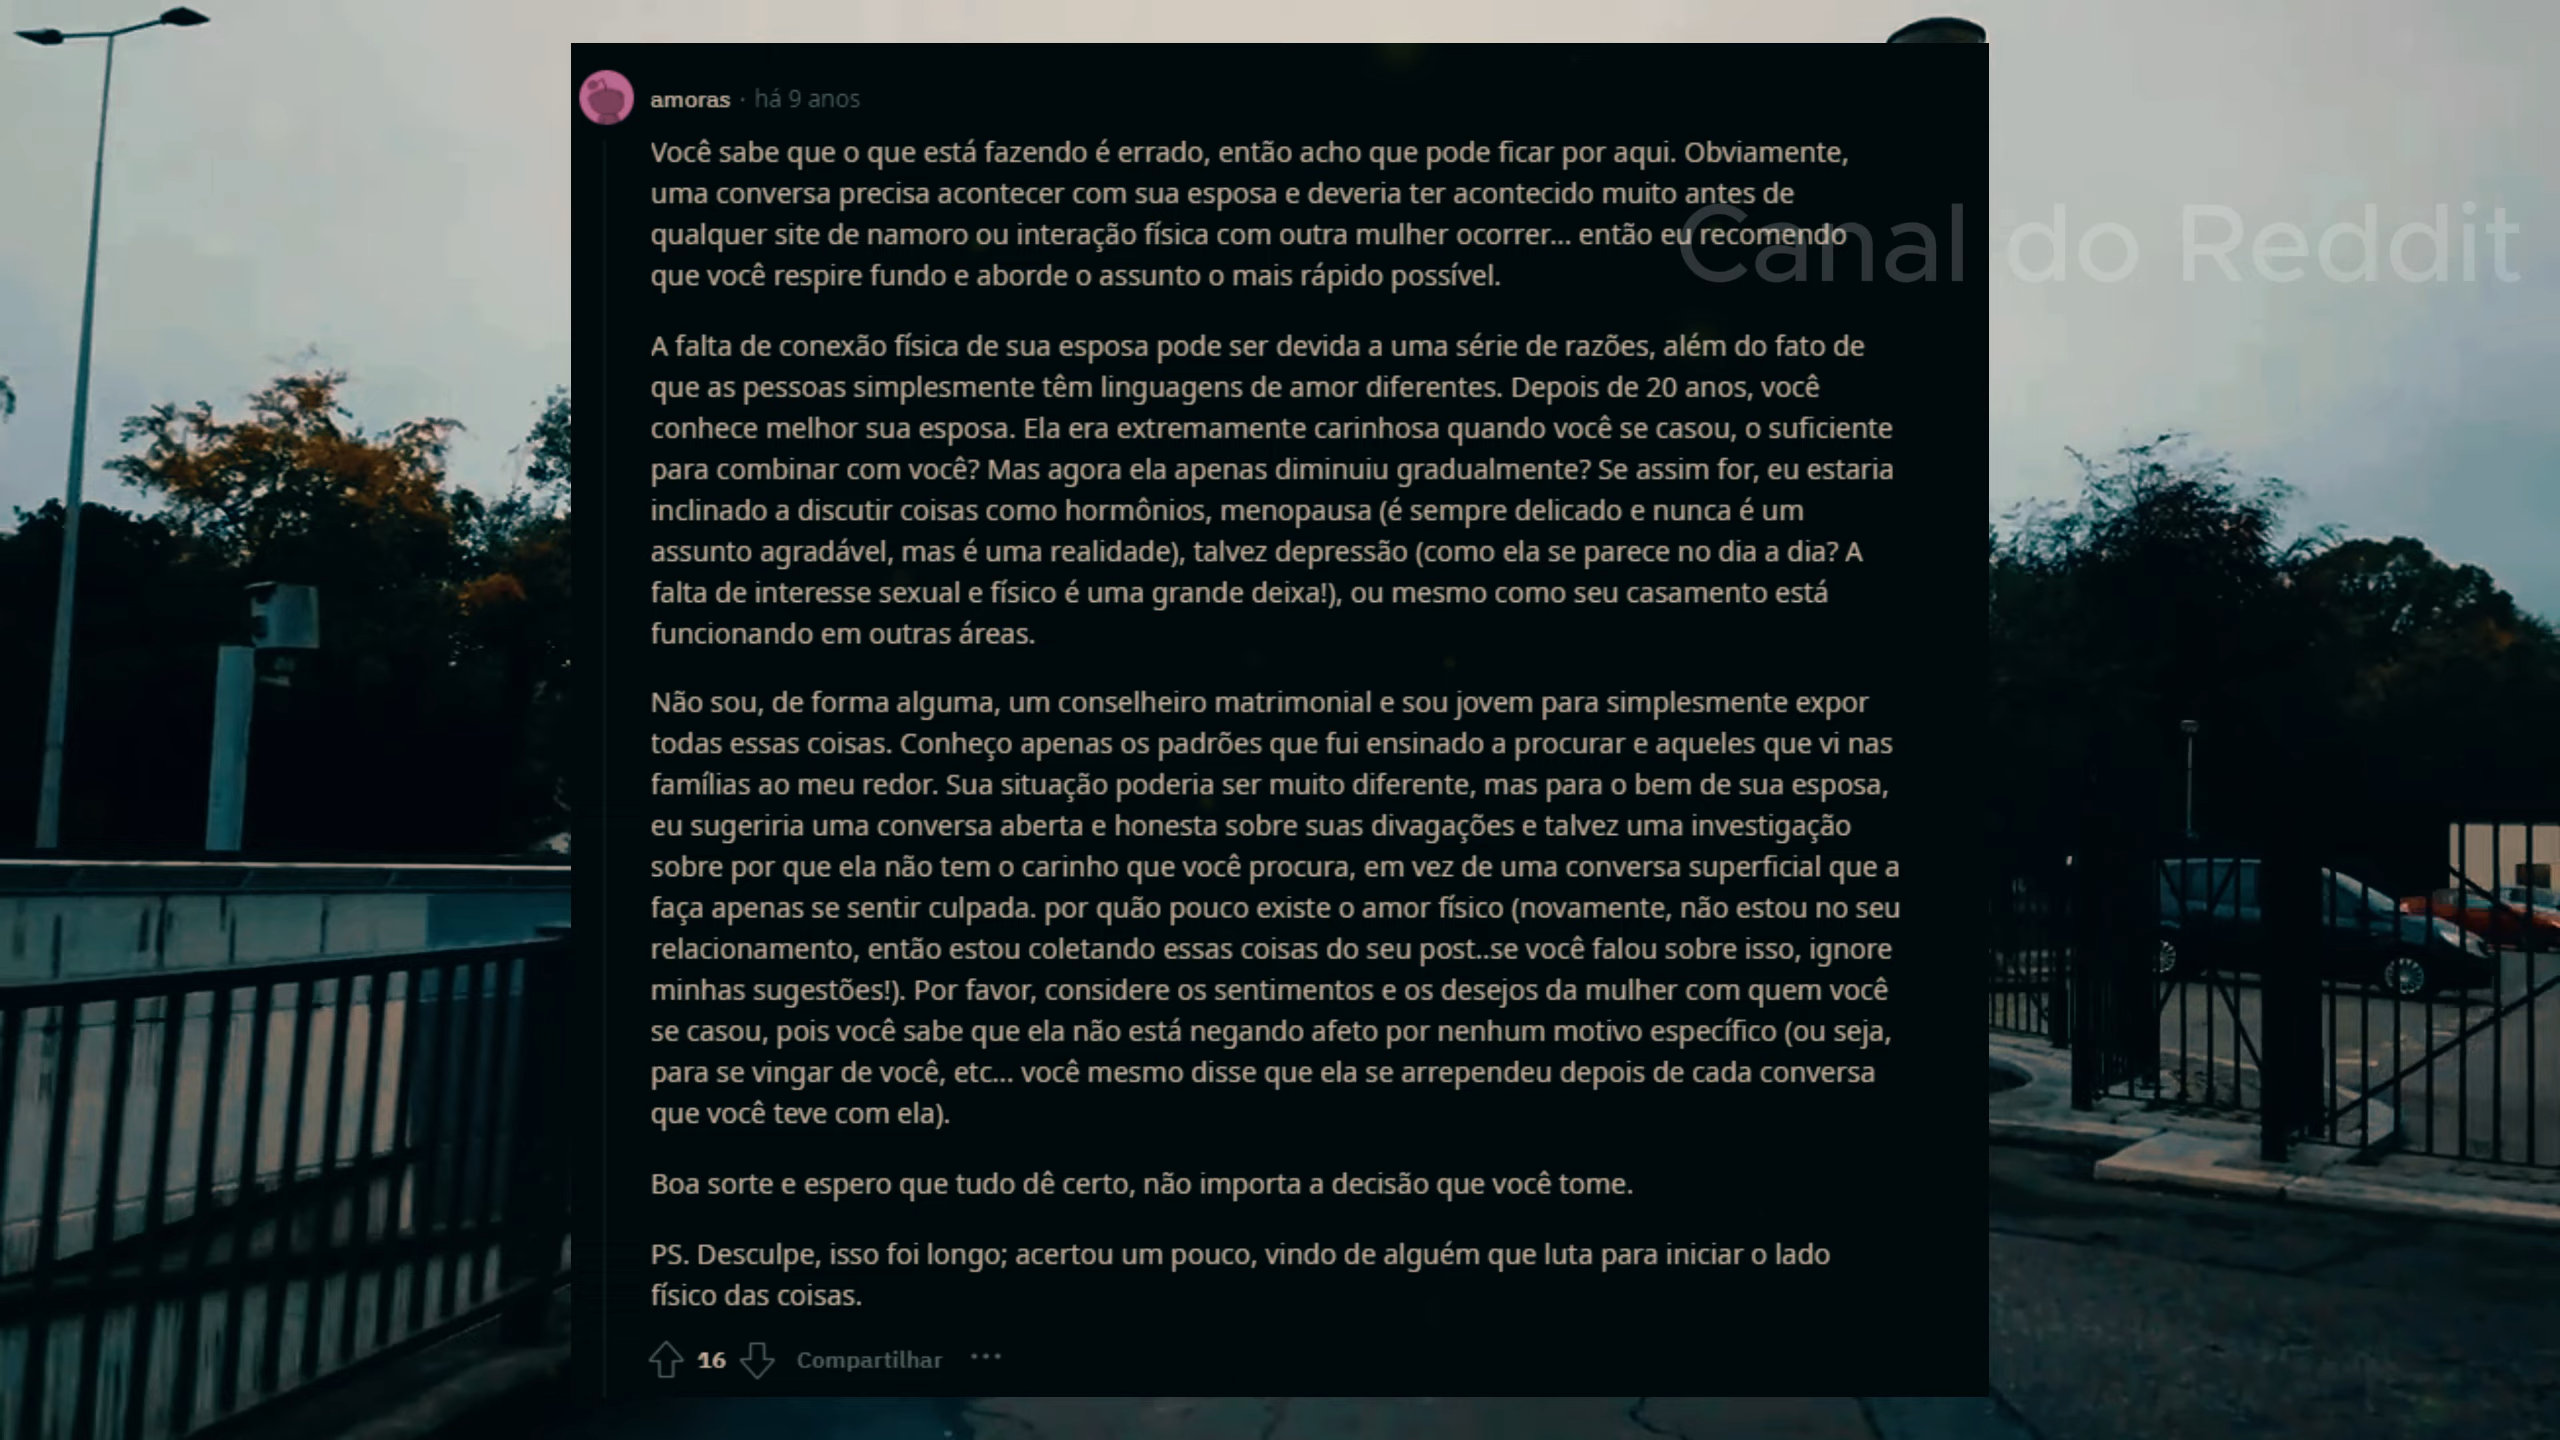 amoras · há 9 anos
Você sabe que o que está fazendo é errado, então acho que pode ficar por aqui. Obviamente,
uma conversa precisa acontecer com sua esposa e deveria ter acontecido muito antes de
qualquer site de namoro ou interação física com outra mulher ocorrer... então eu recomendo
que você respire fundo e aborde o assunto o mais rápido possível.
Canal do Reddit
A falta de conexão física de sua esposa pode ser devida a uma série de razões, além do fato de
que as pessoas simplesmente têm linguagens de amor diferentes. Depois de 20 anos, você
conhece melhor sua esposa. Ela era extremamente carinhosa quando você se casou, o suficiente
para combinar com você? Mas agora ela apenas diminuiu gradualmente? Se assim for, eu estaria
inclinado a discutir coisas como hormônios, menopausa (é sempre delicado e nunca é um
assunto agradável, mas é uma realidade), talvez depressão (como ela se parece no dia a dia? A
falta de interesse sexual e físico é uma grande deixa!), ou mesmo como seu casamento está
funcionando em outras áreas.
Não sou, de forma alguma, um conselheiro matrimonial e sou jovem para simplesmente expor
todas essas coisas. Conheço apenas os padrões que fui ensinado a procurar e aqueles que vi nas
famílias ao meu redor. Sua situação poderia ser muito diferente, mas para o bem de sua esposa,
eu sugeriria uma conversa aberta e honesta sobre suas divagações e talvez uma investigação
sobre por que ela não tem o carinho que você procura, em vez de uma conversa superficial que a
faça apenas se sentir culpada. por quão pouco existe o amor físico (novamente, não estou no seu
relacionamento, então estou coletando essas coisas do seu post..se você falou sobre isso, ignore
minhas sugestões!). Por favor, considere os sentimentos e os desejos da mulher com quem você
se casou, pois você sabe que ela não está negando afeto por nenhum motivo específico (ou seja,
para se vingar de você, etc... você mesmo disse que ela se arrependeu depois de cada conversa
que você teve com ela).
Boa sorte e espero que tudo dê certo, não importa a decisão que você tome.
PS. Desculpe, isso foi longo; acertou um pouco, vindo de alguém que luta para iniciar o lado
físico das coisas.
16 Compartilhar ...